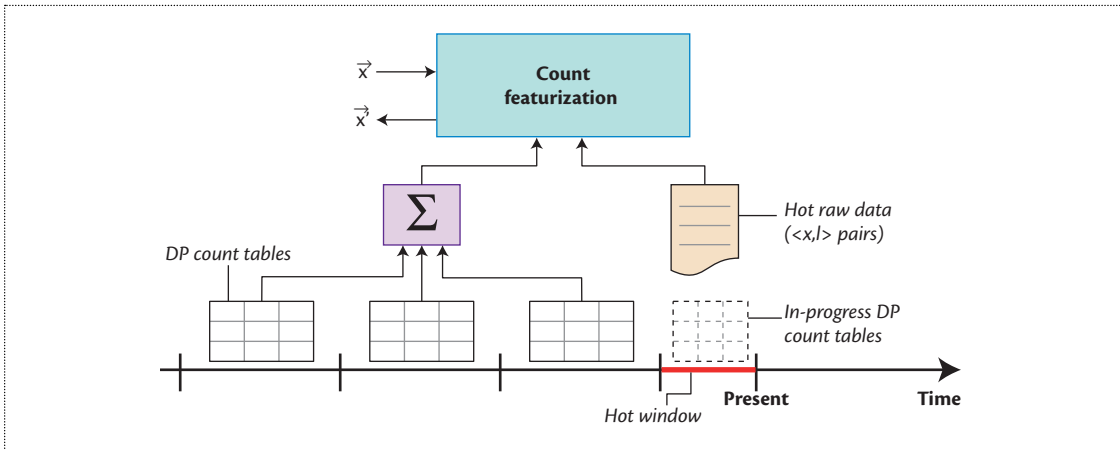 Count
featurization
x⃗
x⃗'
Σ
Hot raw data
(<x,l> pairs)
DP count tables
In-progress DP
count tables
Hot window
Present
Time